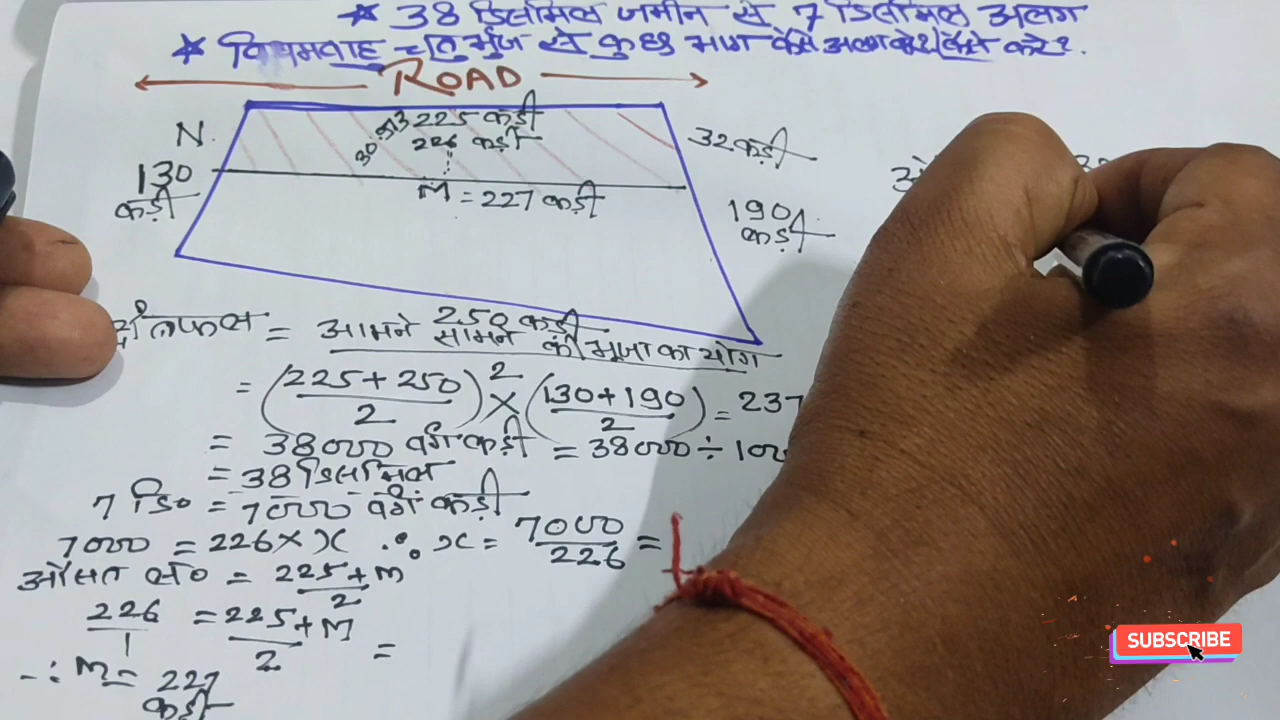 ★ 38 डिसमिल जमीन से 7 डिसमिल अलग
★ विषमबाहु चतुर्भुज से कुछ भाग कैसे अलग करे?
ROAD
N
225 कड़ी
226 कड़ी
32 कड़ी
130 कड़ी
M = 227 कड़ी
190 कड़ी
250 कड़ी
= आमने सामने की भुजा का योग
2
= (225 + 250 / 2) × (130 + 190 / 2) = 237
= 38000 वर्ग कड़ी = 38000 ÷ 100
= 38 डिसमिल
7 डि० = 7000 वर्ग कड़ी
7000 = 226 × x ∴ x = 7000 / 226 =
औसत ल० = 225 + M / 2
226 / 1 = 225 + M / 2 =
∴ M = 227 कड़ी
SUBSCRIBE